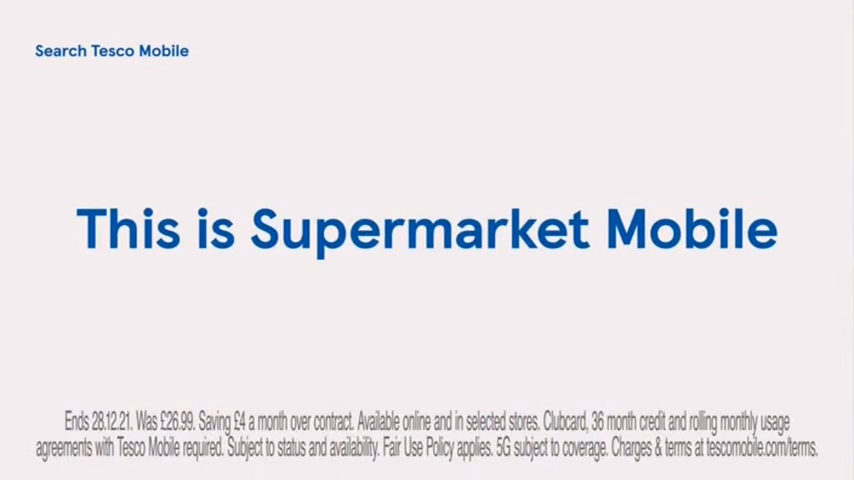 Search Tesco Mobile
This is Supermarket Mobile
Ends 28.12.21. Was £26.99. Saving £4 a month over contract. Available online and in selected stores. Clubcard, 36 month credit and rolling monthly usage
agreements with Tesco Mobile required. Subject to status and availability. Fair Use Policy applies. 5G subject to coverage. Charges & terms at tescomobile.com/terms.